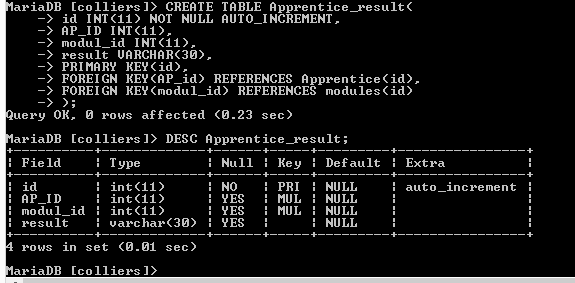 MariaDB [colliers]> CREATE TABLE Apprentice_result(
    -> id INT(11) NOT NULL AUTO_INCREMENT,
    -> AP_ID INT(11),
    -> modul_id INT(11),
    -> result VARCHAR(30),
    -> PRIMARY KEY(id),
    -> FOREIGN KEY(AP_id) REFERENCES Apprentice(id),
    -> FOREIGN KEY(modul_id) REFERENCES modules(id)
    -> );
Query OK, 0 rows affected (0.23 sec)
MariaDB [colliers]> DESC Apprentice_result;
+----------+-------------+------+-----+---------+----------------+
| Field    | Type        | Null | Key | Default | Extra          |
+----------+-------------+------+-----+---------+----------------+
| id       | int(11)     | NO   | PRI | NULL    | auto_increment |
| AP_ID    | int(11)     | YES  | MUL | NULL    |                |
| modul_id | int(11)     | YES  | MUL | NULL    |                |
| result   | varchar(30) | YES  |     | NULL    |                |
+----------+-------------+------+-----+---------+----------------+
4 rows in set (0.01 sec)
MariaDB [colliers]>